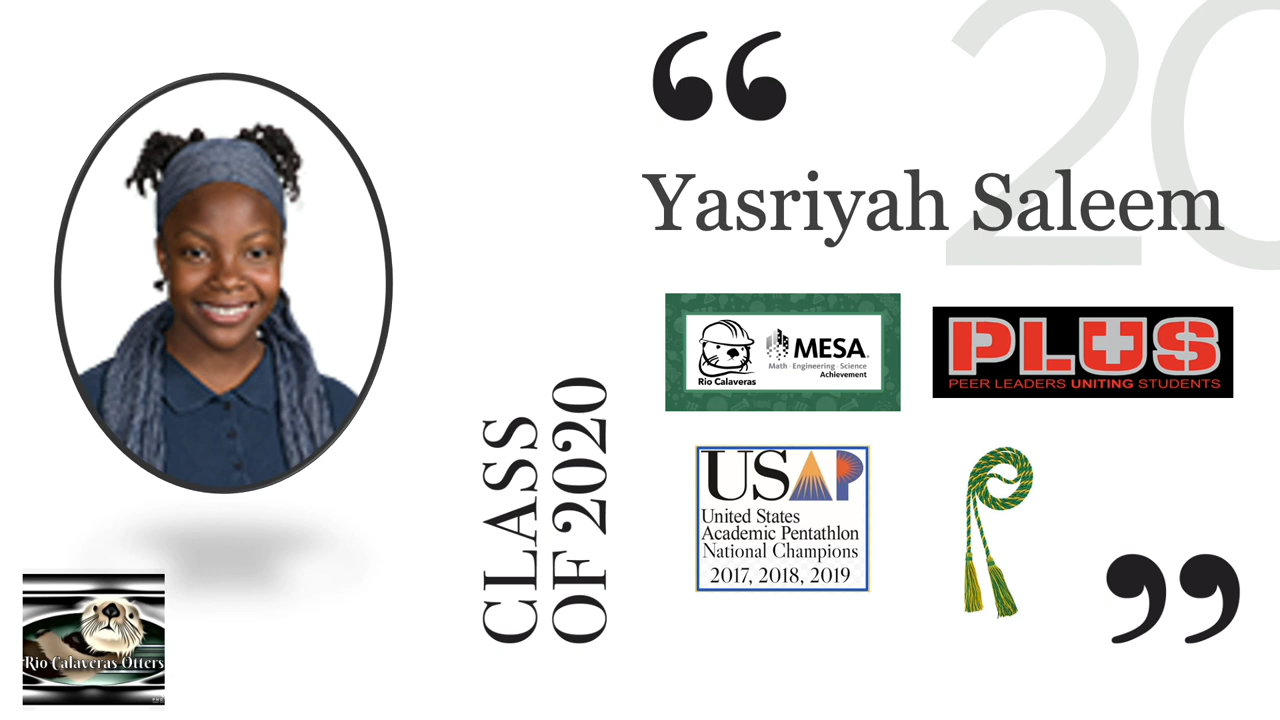 20
Yasriyah Saleem
Rio Calaveras
MESA
Math · Engineering · Science
Achievement
PLUS
PEER LEADERS UNITING STUDENTS
CLASS
OF 2020
USAP
United States
Academic Pentathlon
National Champions
2017, 2018, 2019
Rio Calaveras Otters